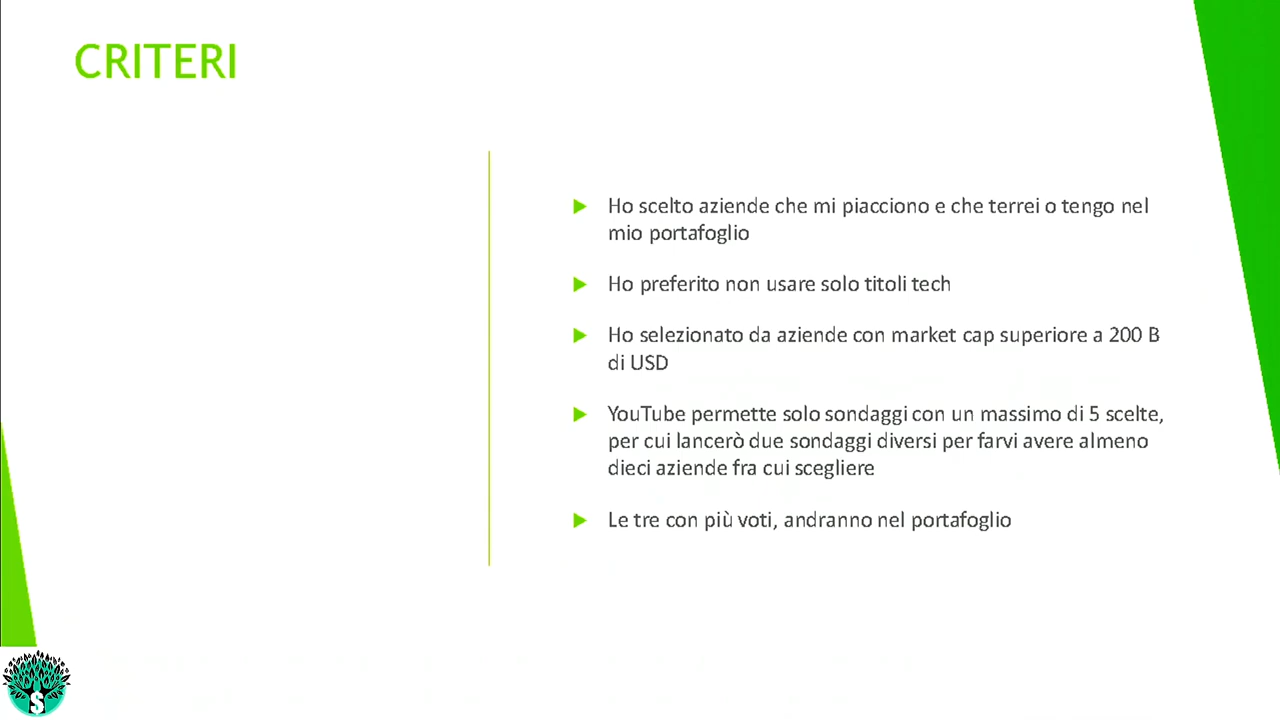 CRITERI
Ho scelto aziende che mi piacciono e che terrei o tengo nel
mio portafoglio
Ho preferito non usare solo titoli tech
Ho selezionato da aziende con market cap superiore a 200 B
di USD
YouTube permette solo sondaggi con un massimo di 5 scelte,
per cui lancerò due sondaggi diversi per farvi avere almeno
dieci aziende fra cui scegliere
Le tre con più voti, andranno nel portafoglio
$